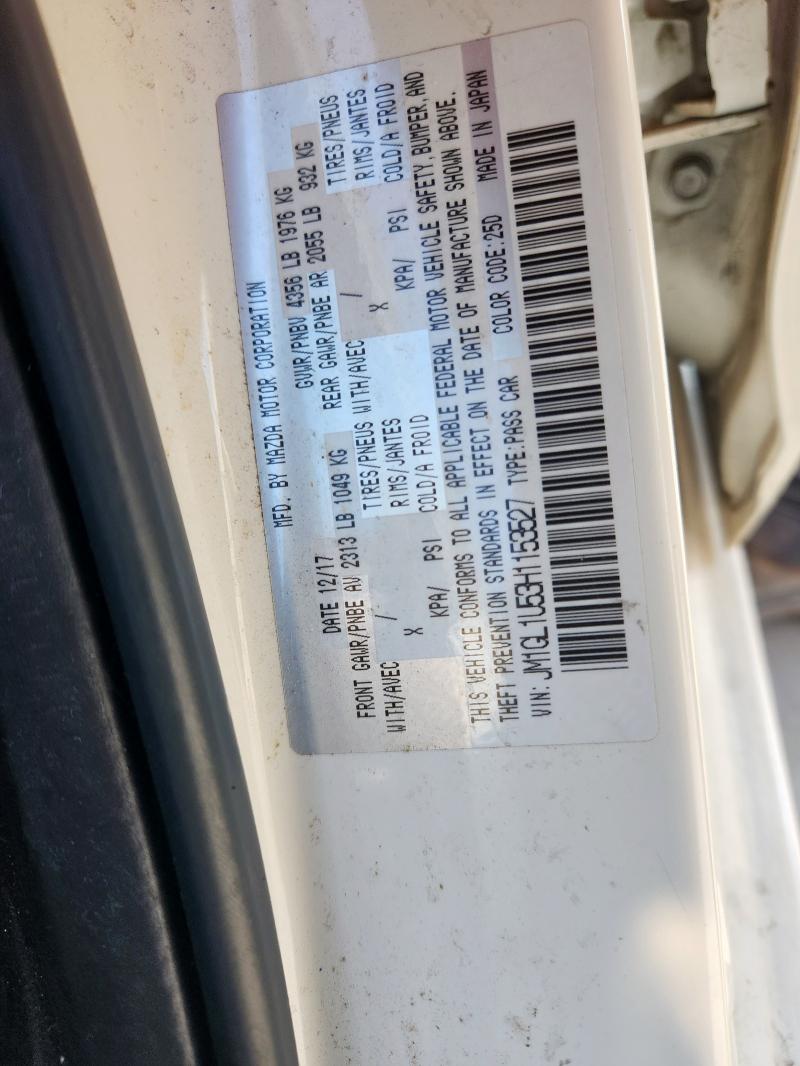 MFD. BY MAZDA MOTOR CORPORATION
DATE 12/17 GVWR/PNBV 4356 LB 1976 KG
FRONT GAWR/PNBE AV 2313 LB 1049 KG REAR GAWR/PNBE AR 2055 LB 932 KG
WITH/AVEC / TIRES/PNEUS WITH/AVEC / TIRES/PNEUS
X RIMS/JANTES X RIMS/JANTES
KPA/ PSI COLD/A FROID KPA/ PSI COLD/A FROID
THIS VEHICLE CONFORMS TO ALL APPLICABLE FEDERAL MOTOR VEHICLE SAFETY, BUMPER, AND
THEFT PREVENTION STANDARDS IN EFFECT ON THE DATE OF MANUFACTURE SHOWN ABOVE.
VIN: JM1GL1U53H1153527 TYPE:PASS CAR COLOR CODE:25D MADE IN JAPAN